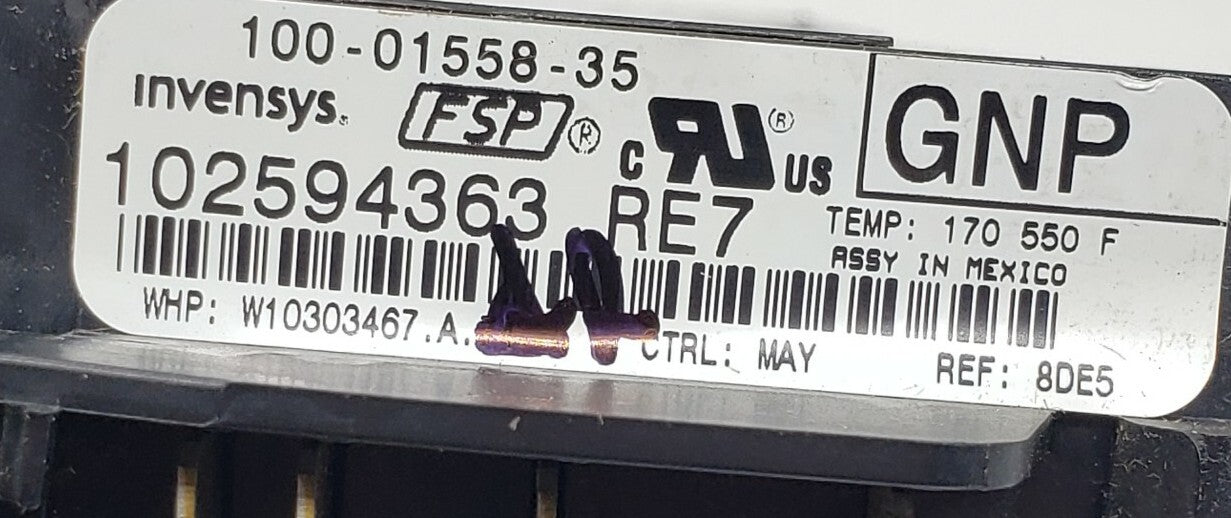 100-01558-35
invensys. FSP®
C RU ® US
GNP
102594363 RE7
TEMP: 170 550 F
ASSY IN MEXICO
WHP: W10303467.A. CTRL: MAY REF: 8DE5